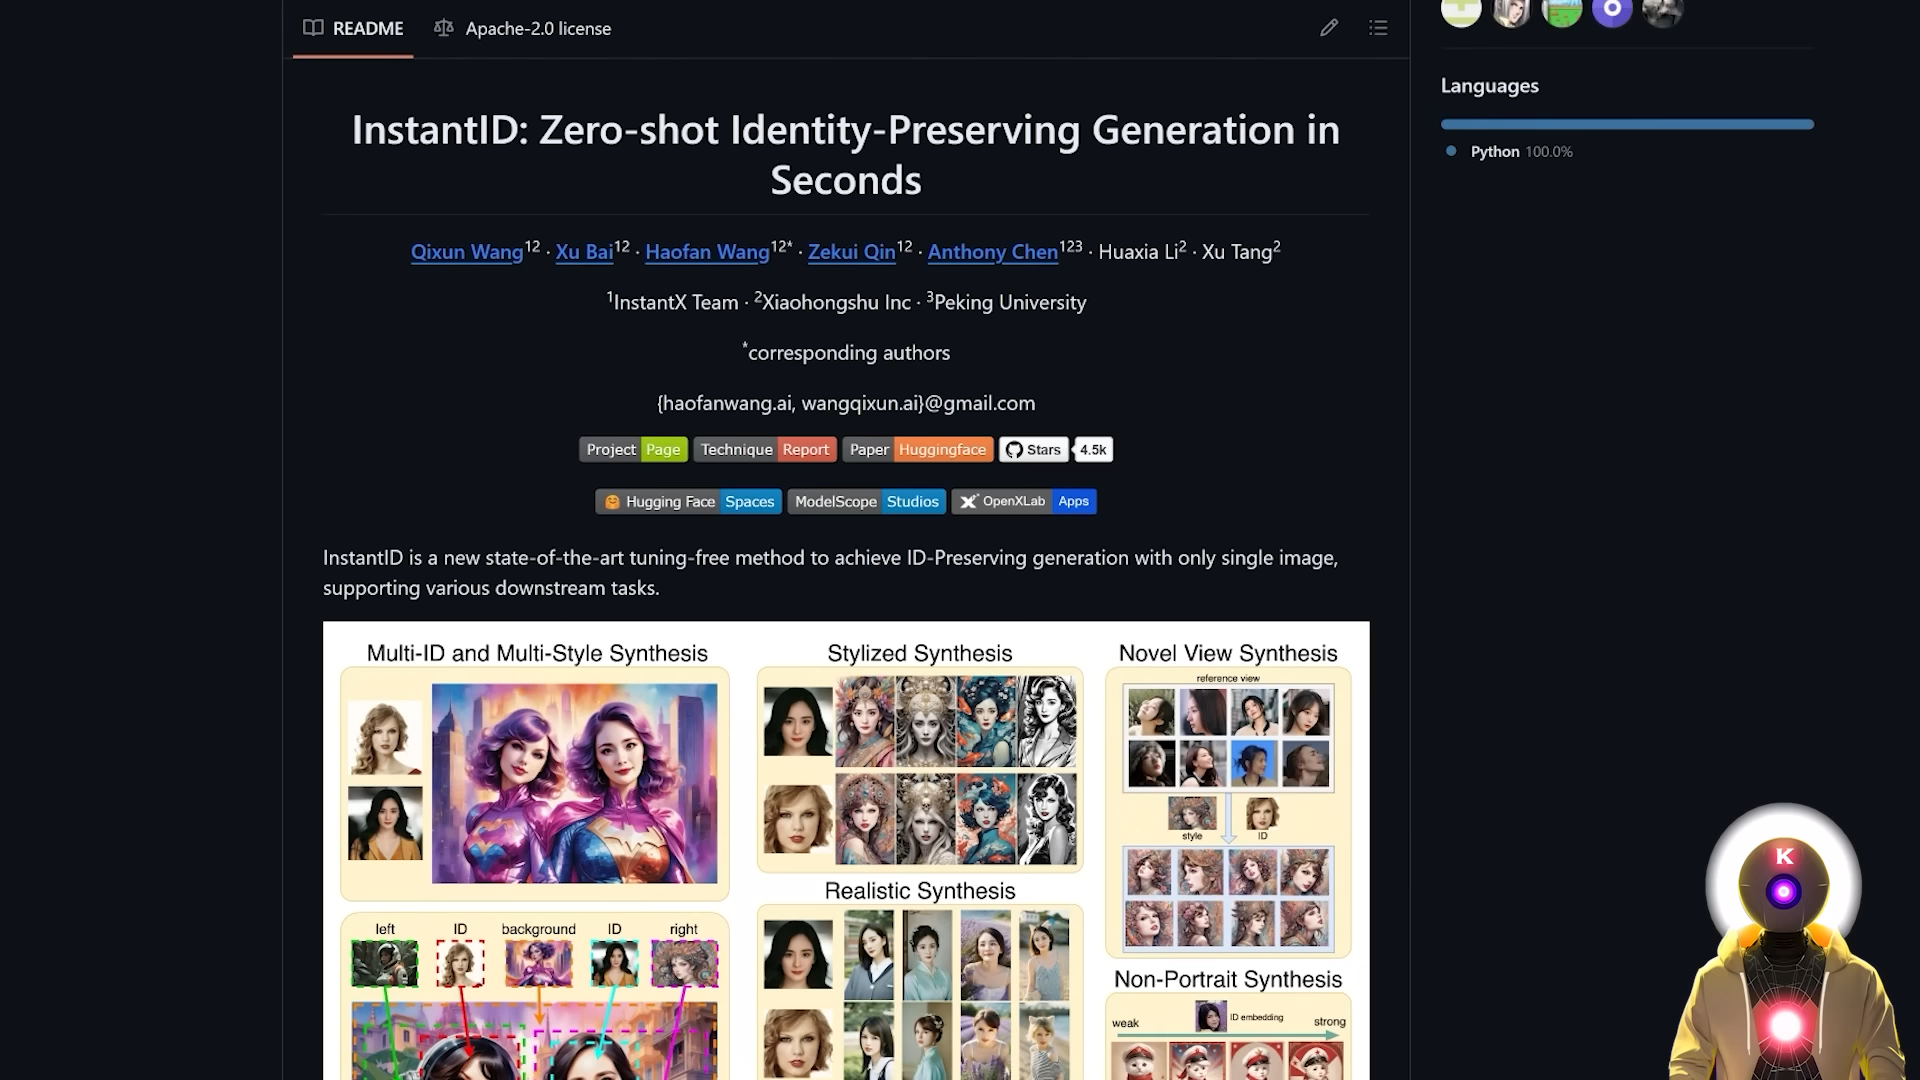 README
Apache-2.0 license
Languages
Python 100.0%
InstantID: Zero-shot Identity-Preserving Generation in
Seconds
Qixun Wang12 · Xu Bai12 · Haofan Wang12* · Zekui Qin12 · Anthony Chen123 · Huaxia Li2 · Xu Tang2
1InstantX Team · 2Xiaohongshu Inc · 3Peking University
*corresponding authors
{haofanwang.ai, wangqixun.ai}@gmail.com
Project Page Technique Report Paper Huggingface Stars 4.5k
Hugging Face Spaces ModelScope Studios OpenXLab Apps
InstantID is a new state-of-the-art tuning-free method to achieve ID-Preserving generation with only single image,
supporting various downstream tasks.
Multi-ID and Multi-Style Synthesis
Stylized Synthesis
Novel View Synthesis
reference view
style ID
Realistic Synthesis
left ID background ID right
Non-Portrait Synthesis
ID embedding
weak strong
K